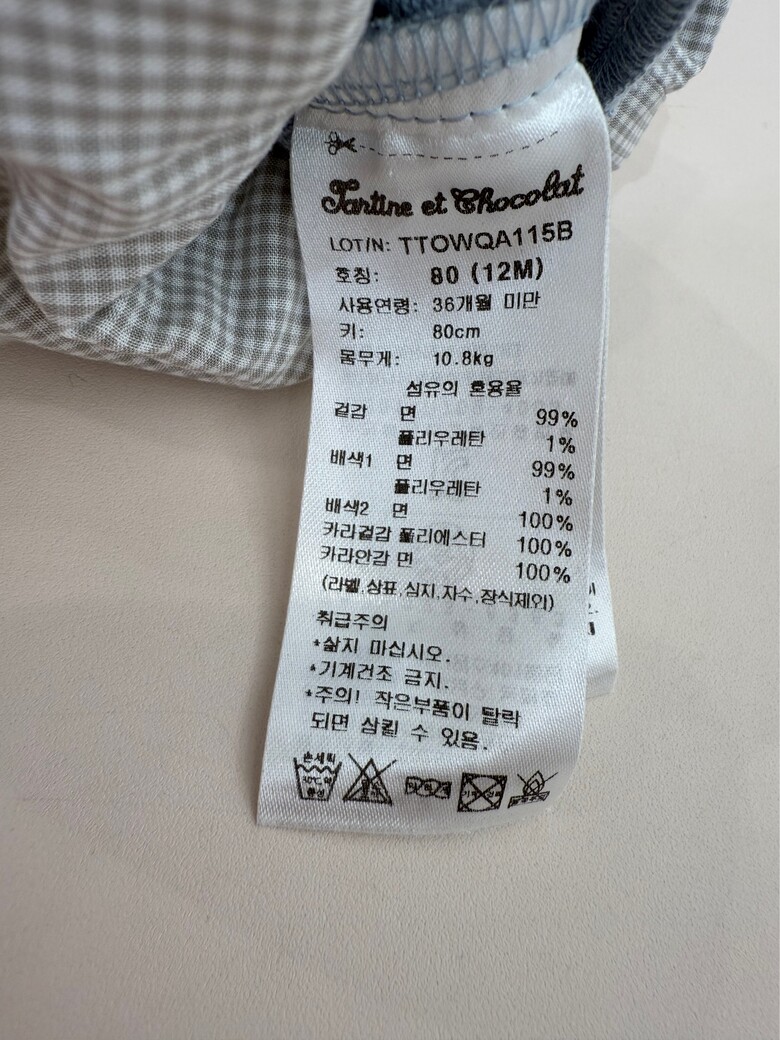 Tartine et Chocolat
LOT/N: TTOWQA115B
호칭: 80 (12M)
사용연령: 36개월 미만
키: 80cm
몸무게: 10.8kg
섬유의 혼용율
겉감 면 99%
폴리우레탄 1%
배색1 면 99%
폴리우레탄 1%
배색2 면 100%
카라겉감 폴리에스터 100%
카라안감 면 100%
(라벨,상표,심지,자수,장식제외)
취급주의
*삶지 마십시오.
*기계건조 금지.
*주의! 작은부품이 탈락
되면 삼킬 수 있음.
손세탁
30℃
중성